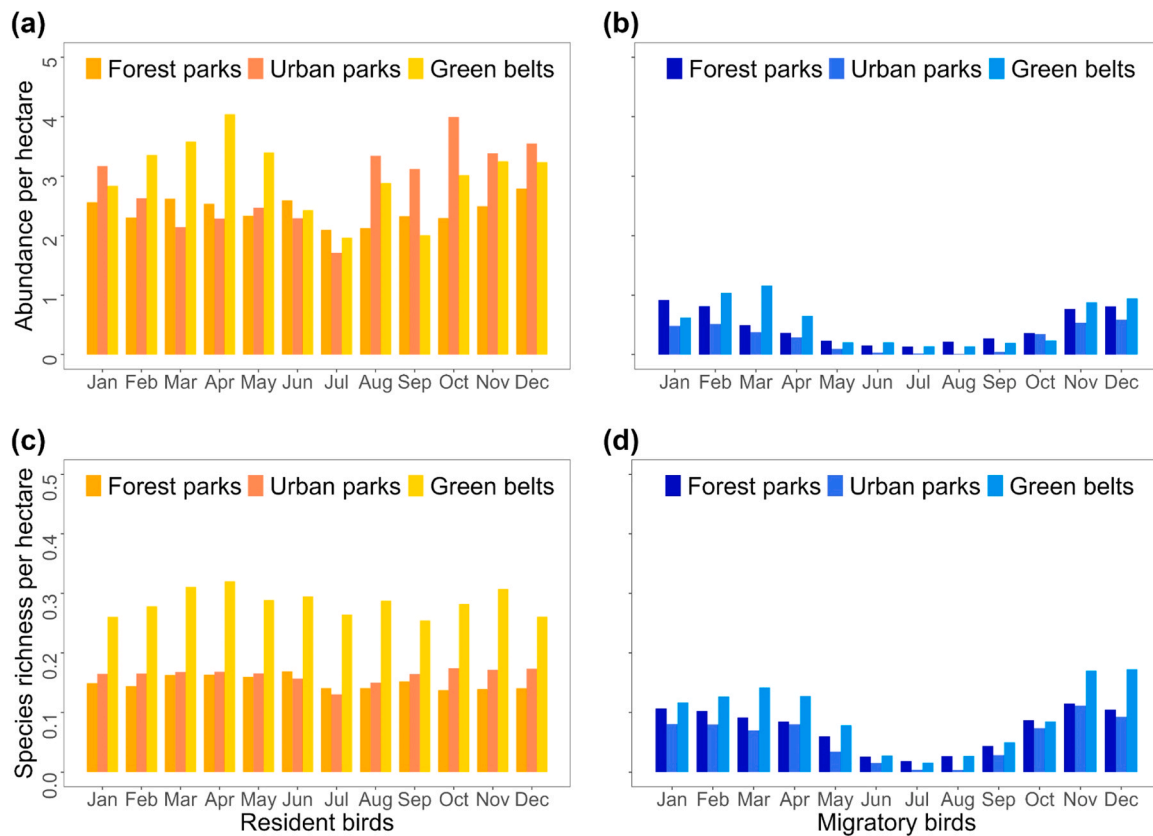 (a)
Forest parks Urban parks Green belts
Abundance per hectare
5
4
3
2
1
0
Jan Feb Mar Apr May Jun Jul Aug Sep Oct Nov Dec
(b)
Forest parks Urban parks Green belts
Jan Feb Mar Apr May Jun Jul Aug Sep Oct Nov Dec
(c)
Forest parks Urban parks Green belts
Species richness per hectare
0.5
0.4
0.3
0.2
0.1
0.0
Jan Feb Mar Apr May Jun Jul Aug Sep Oct Nov Dec
Resident birds
(d)
Forest parks Urban parks Green belts
Jan Feb Mar Apr May Jun Jul Aug Sep Oct Nov Dec
Migratory birds